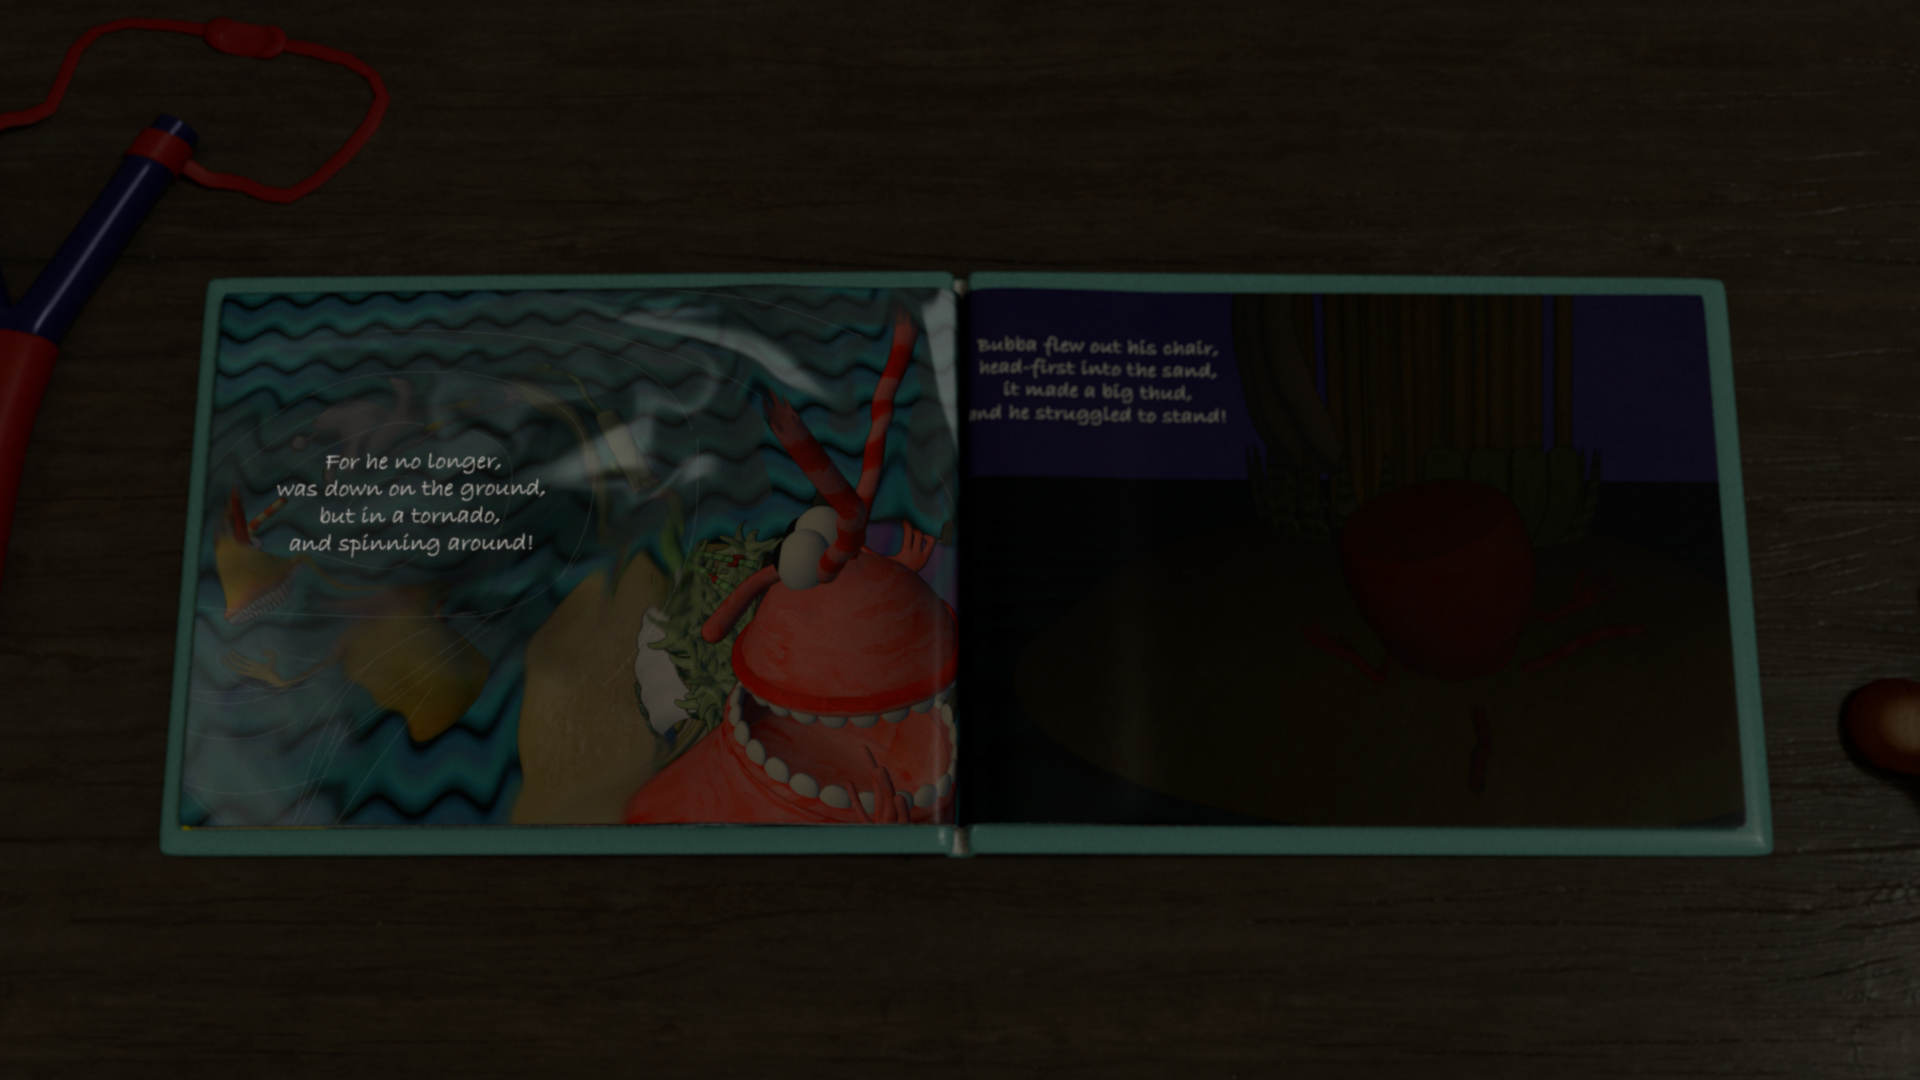 For he no longer,
was down on the ground,
but in a tornado,
and spinning around!
Bubba flew out his chair,
head-first into the sand,
it made a big thud,
and he struggled to stand!